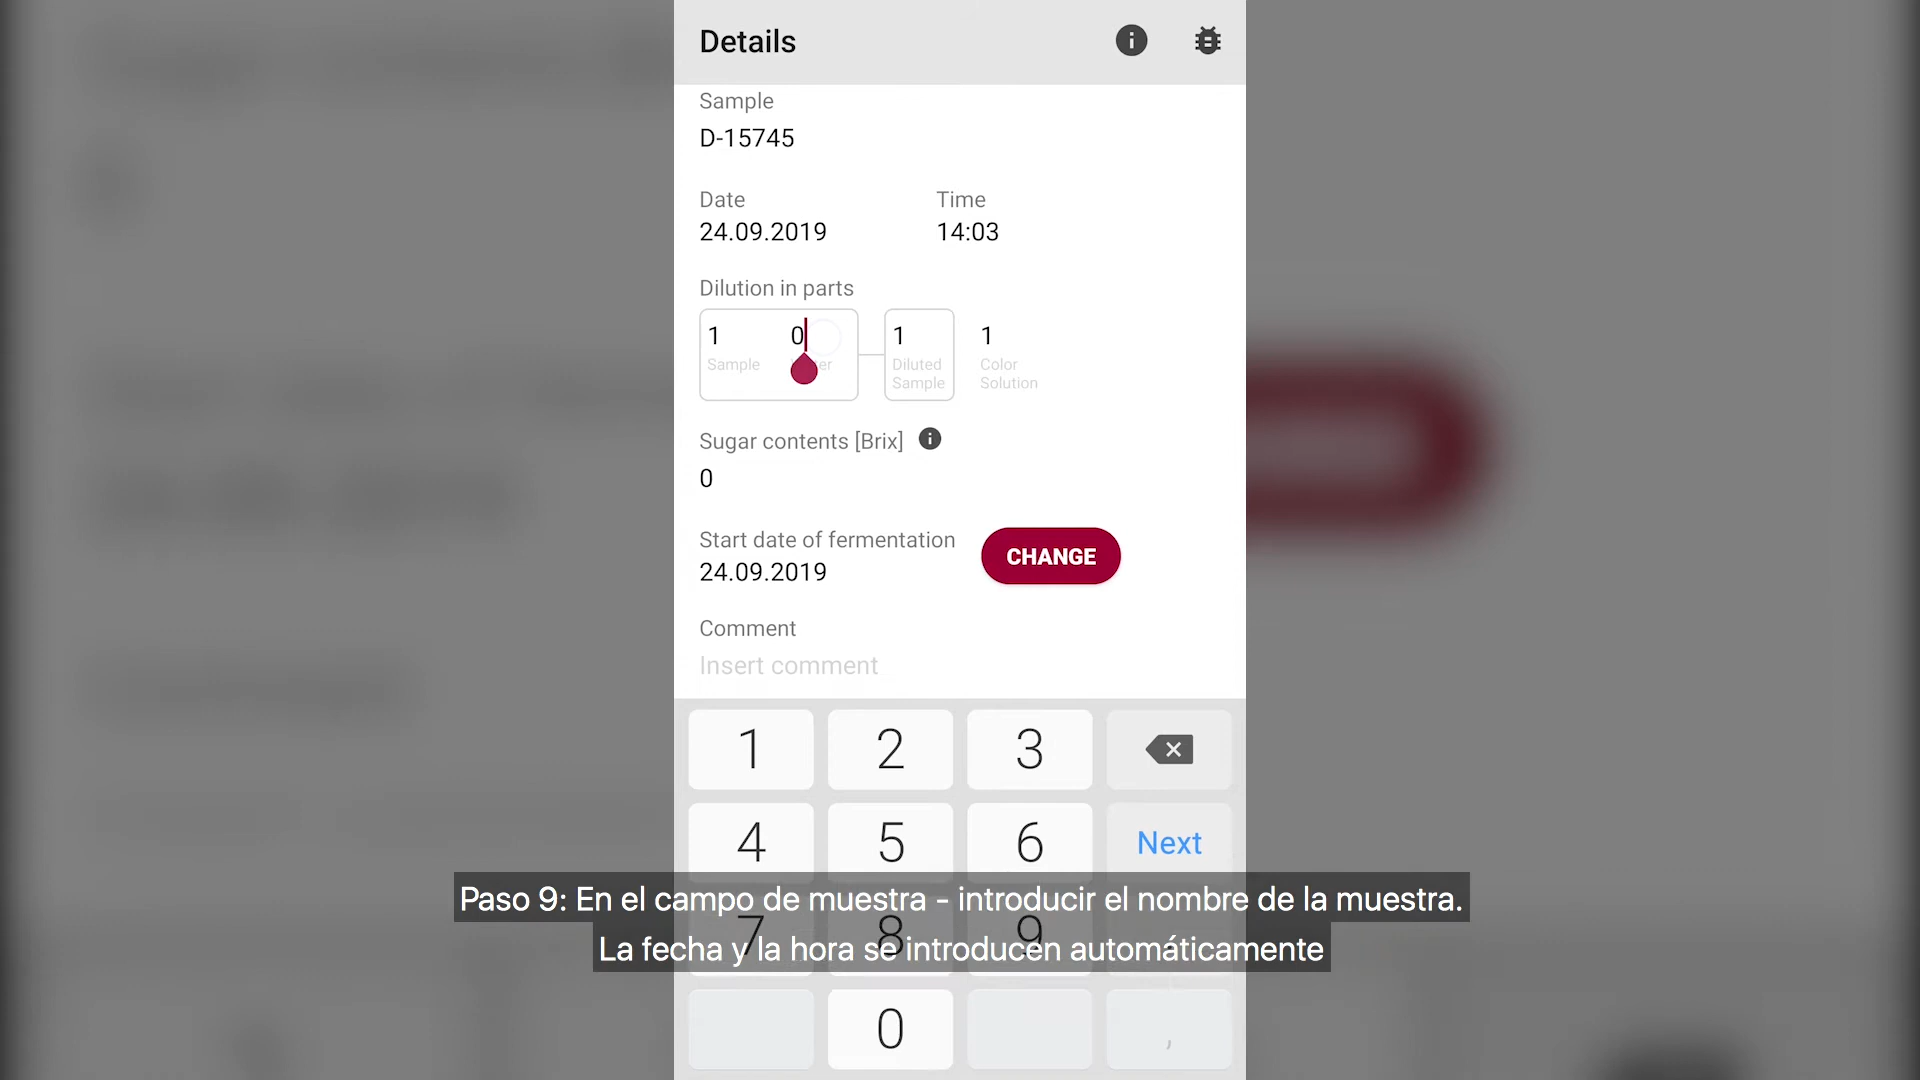 Details
Sample
D-15745
Date Time
24.09.2019 14:03
Dilution in parts
1 0 1 1
Sample Diluted Sample Color Solution
Sugar contents [Brix]
0
Start date of fermentation
24.09.2019
CHANGE
Comment
Insert comment
1 2 3
4 5 6 Next
7 8 9
0 ,
Paso 9: En el campo de muestra - introducir el nombre de la muestra.
La fecha y la hora se introducen automáticamente